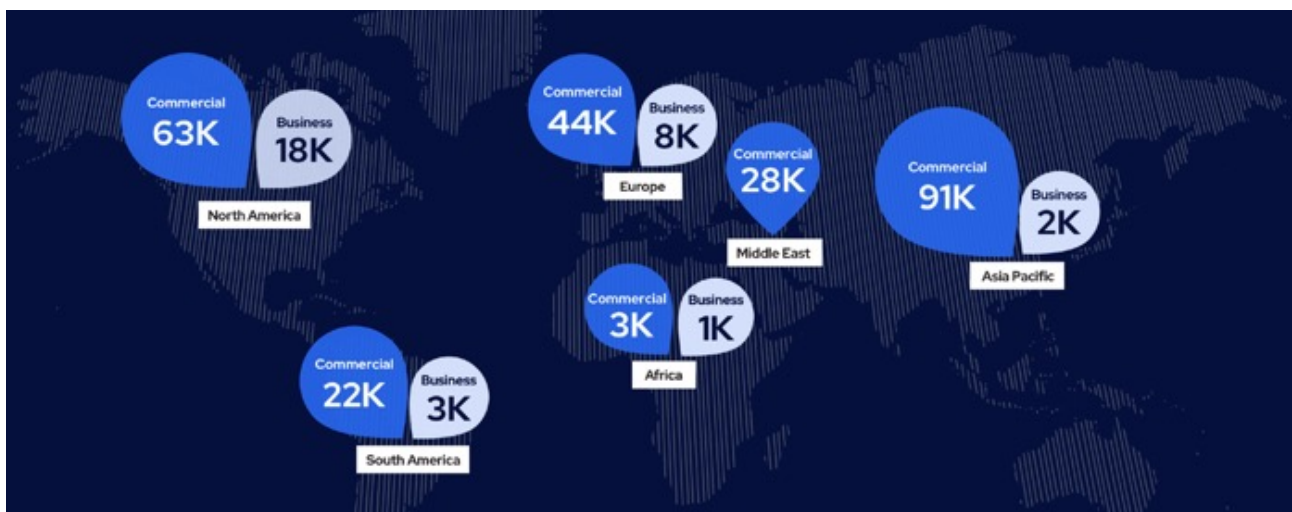 Commercial
63K
Business
18K
North America
Commercial
44K
Business
8K
Europe
Commercial
28K
Middle East
Commercial
91K
Business
2K
Asia Pacific
Commercial
3K
Business
1K
Africa
Commercial
22K
Business
3K
South America